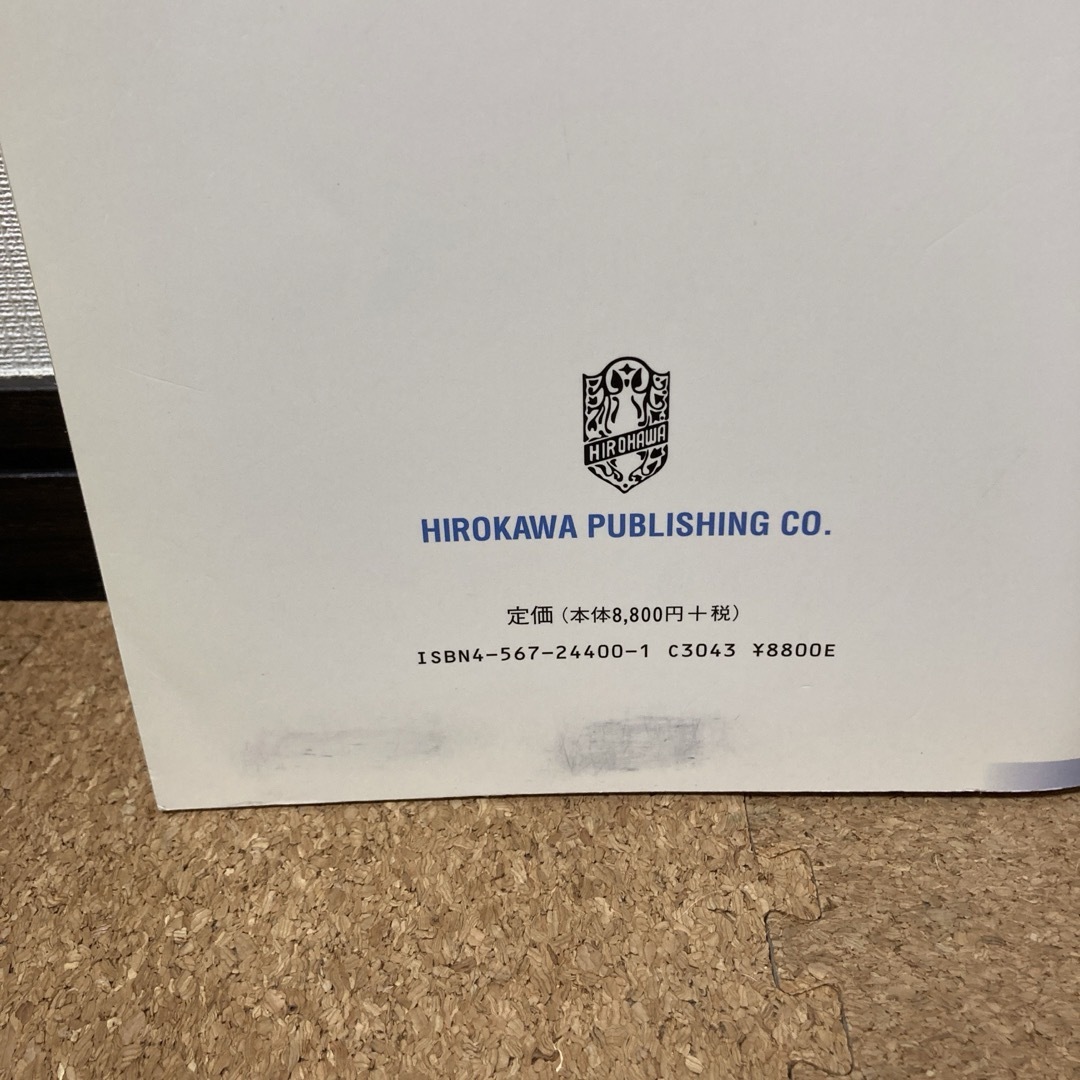 HIROKAWA
HIROKAWA PUBLISHING CO.
定価(本体8,800円+税)
ISBN4-567-24400-1 C3043 ¥8800E